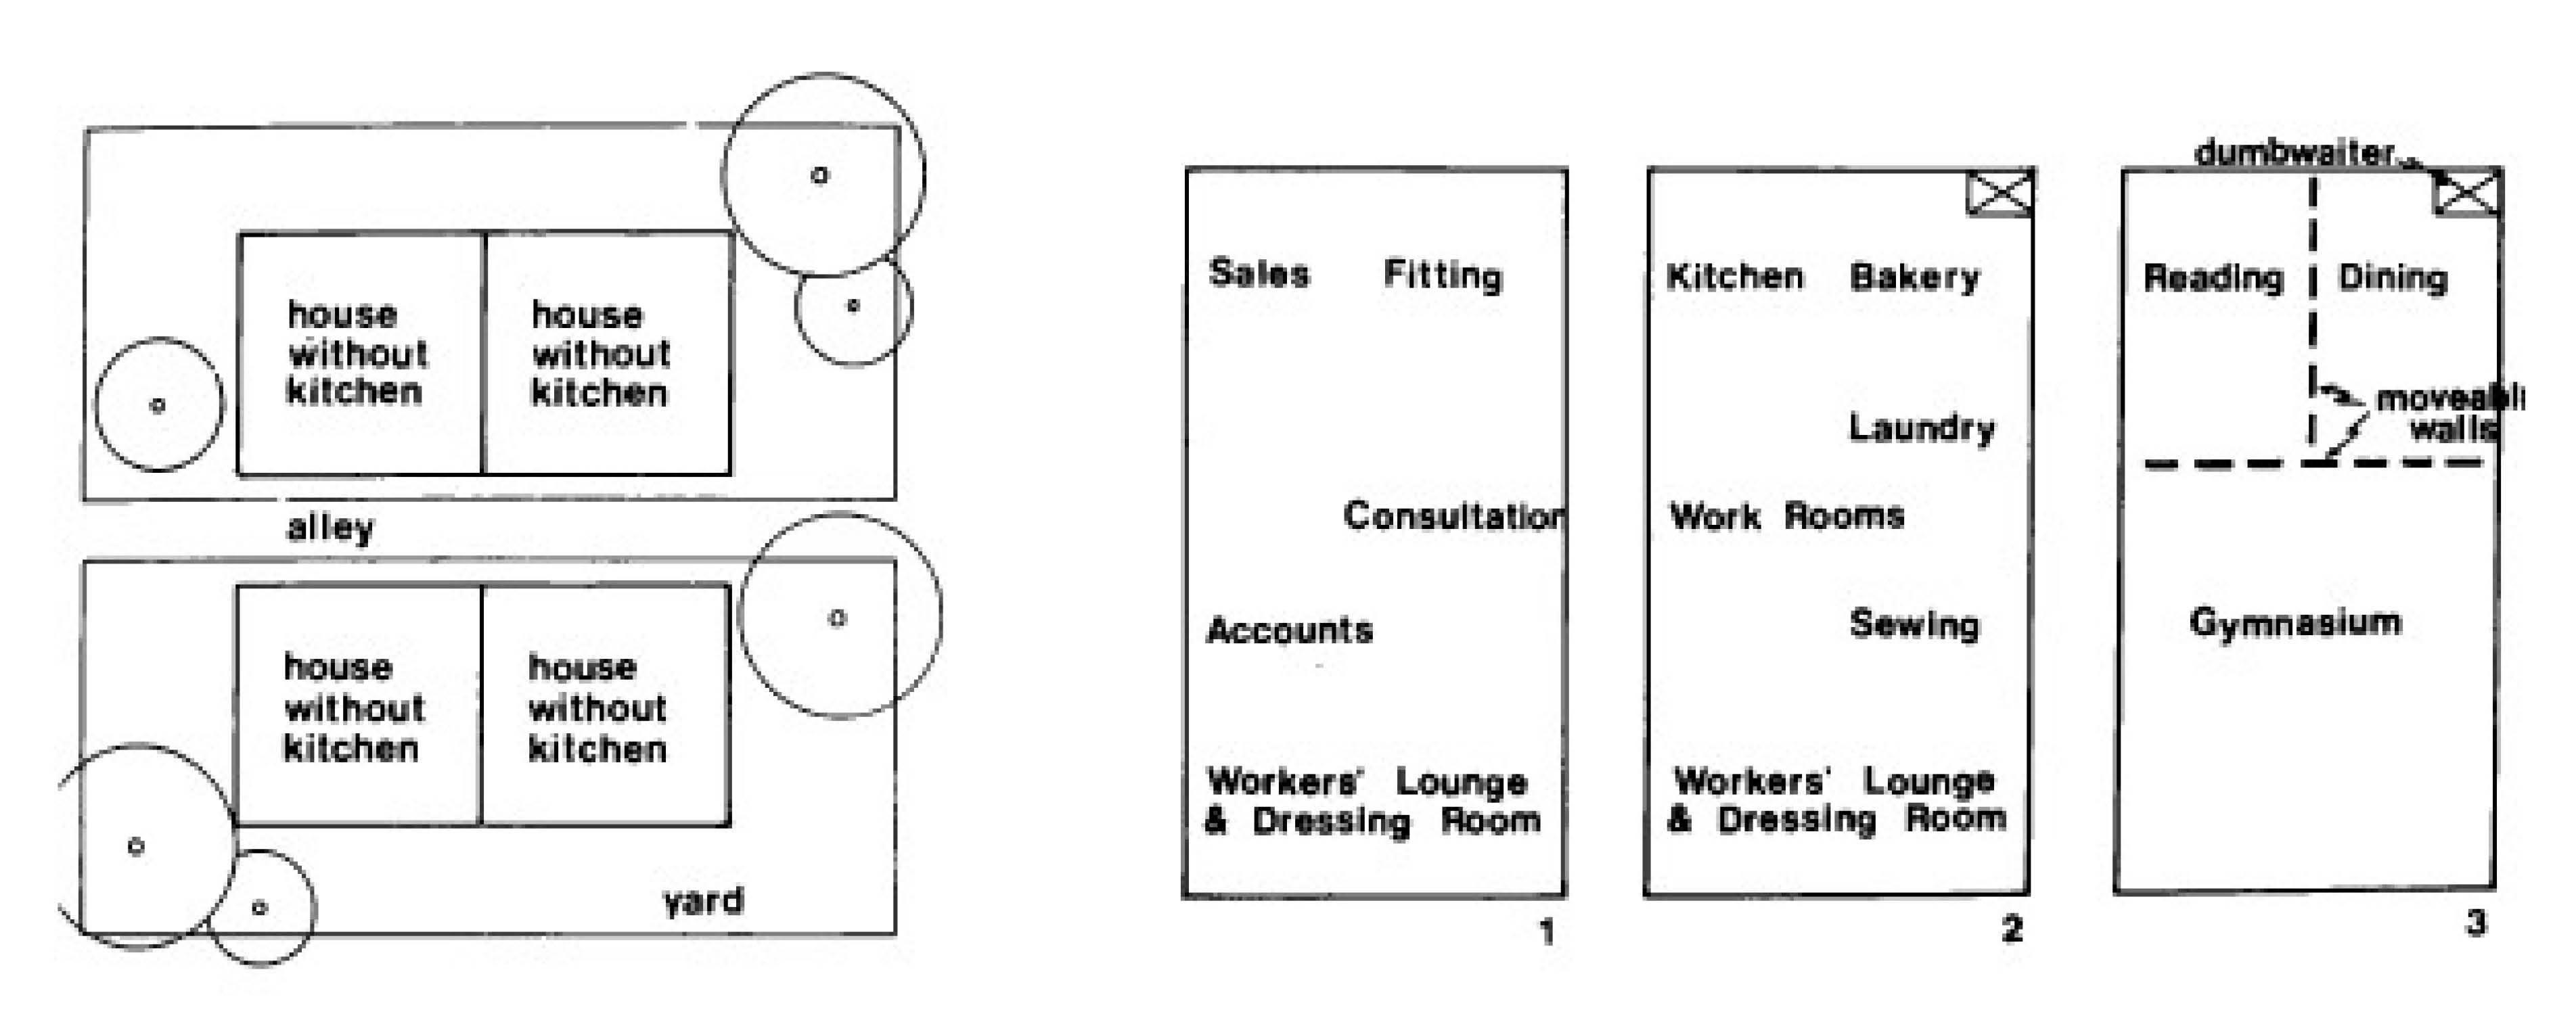 house without kitchen
house without kitchen
alley
house without kitchen
house without kitchen
yard
Sales Fitting
Consultation
Accounts
Workers' Lounge
& Dressing Room
1
Kitchen Bakery
Laundry
Work Rooms
Sewing
Workers' Lounge
& Dressing Room
2
dumbwaiter
Reading Dining
moveabl
walls
Gymnasium
3